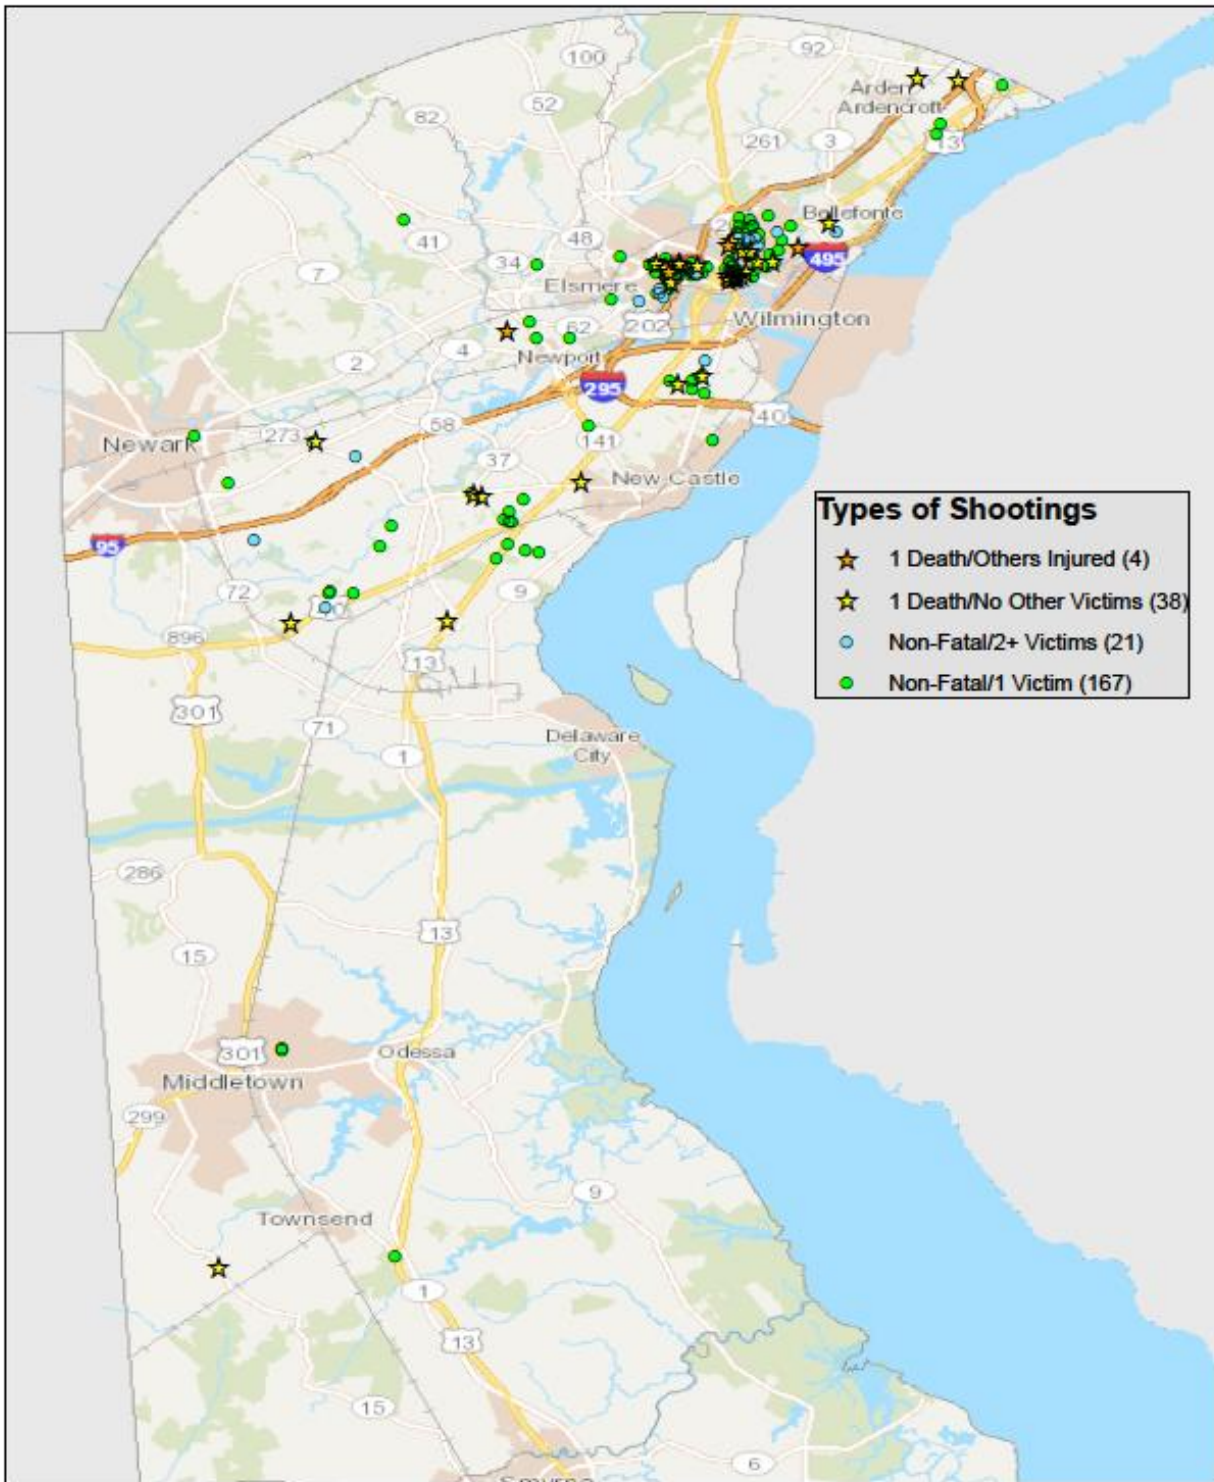 92
100
Arden
Ardencroft
52
82
261
3
13
Bellefonte
41
48
34
495
7
Elsmere
202
Wilmington
62
2
4
Newport
295
40
58
273
141
Newark
37
New Castle
Types of Shootings
95
1 Death/Others Injured (4)
72
9
1 Death/No Other Victims (38)
896
Non-Fatal/2+ Victims (21)
13
Non-Fatal/1 Victim (167)
301
71
Delaware
City
1
286
13
15
301
Odessa
Middletown
299
9
Townsend
1
13
15
6
Smyrna